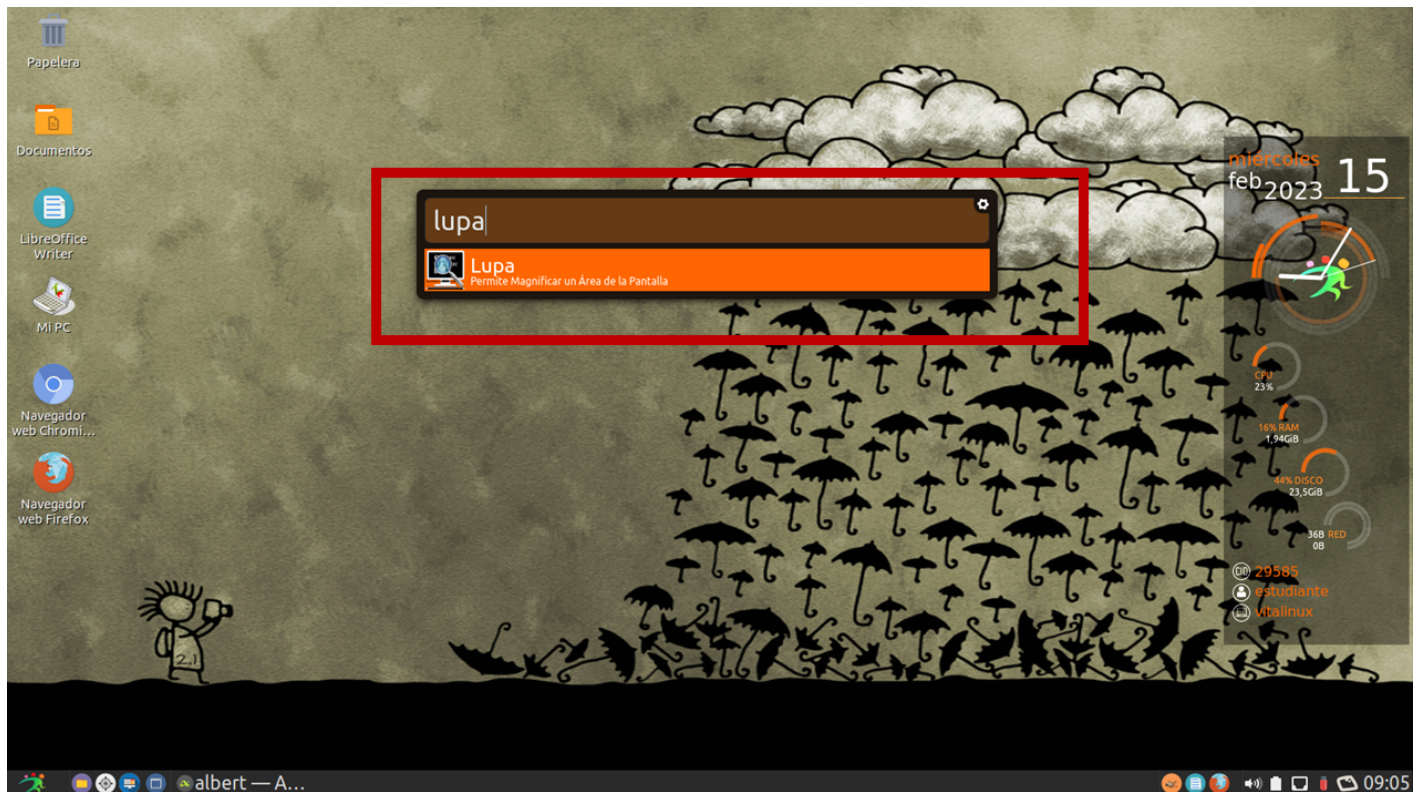 Papelera
Documentos
LibreOffice
Writer
Mi PC
Navegador
web Chromi...
Navegador
web Firefox
lupa
Lupa
Permite Magnificar un Área de la Pantalla
miércoles
feb 2023 15
CPU
23%
16% RAM
1,94GiB
44% DISCO
23,5GiB
36B RED
0B
29585
estudiante
vitalinux
2.1
albert — A...
09:05